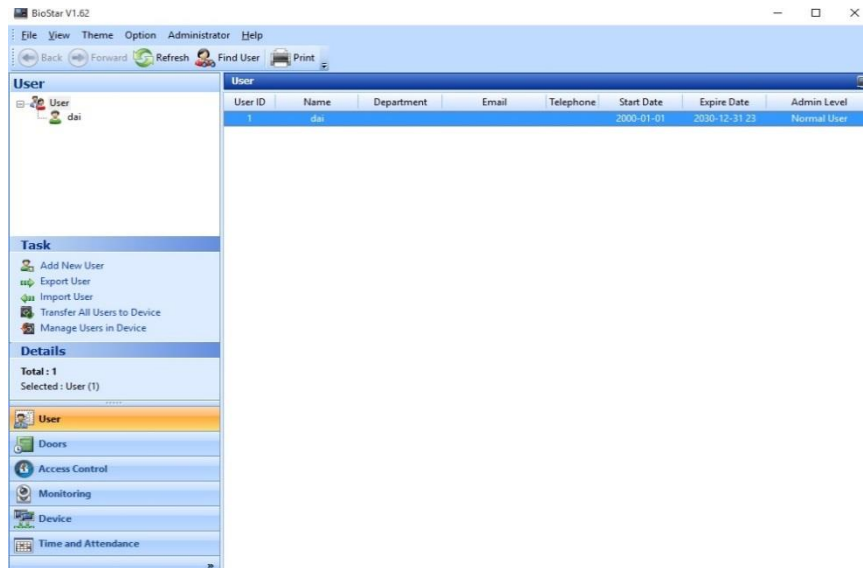 BioStar V1.62
File View Theme Option Administrator Help
Back Forward Refresh Find User Print
User
User
dai
Task
Add New User
Export User
Import User
Transfer All Users to Device
Manage Users in Device
Details
Total : 1
Selected : User (1)
User
Doors
Access Control
Monitoring
Device
Time and Attendance
User
User ID Name Department Email Telephone Start Date Expire Date Admin Level
1 dai 2000-01-01 2030-12-31 23 Normal User